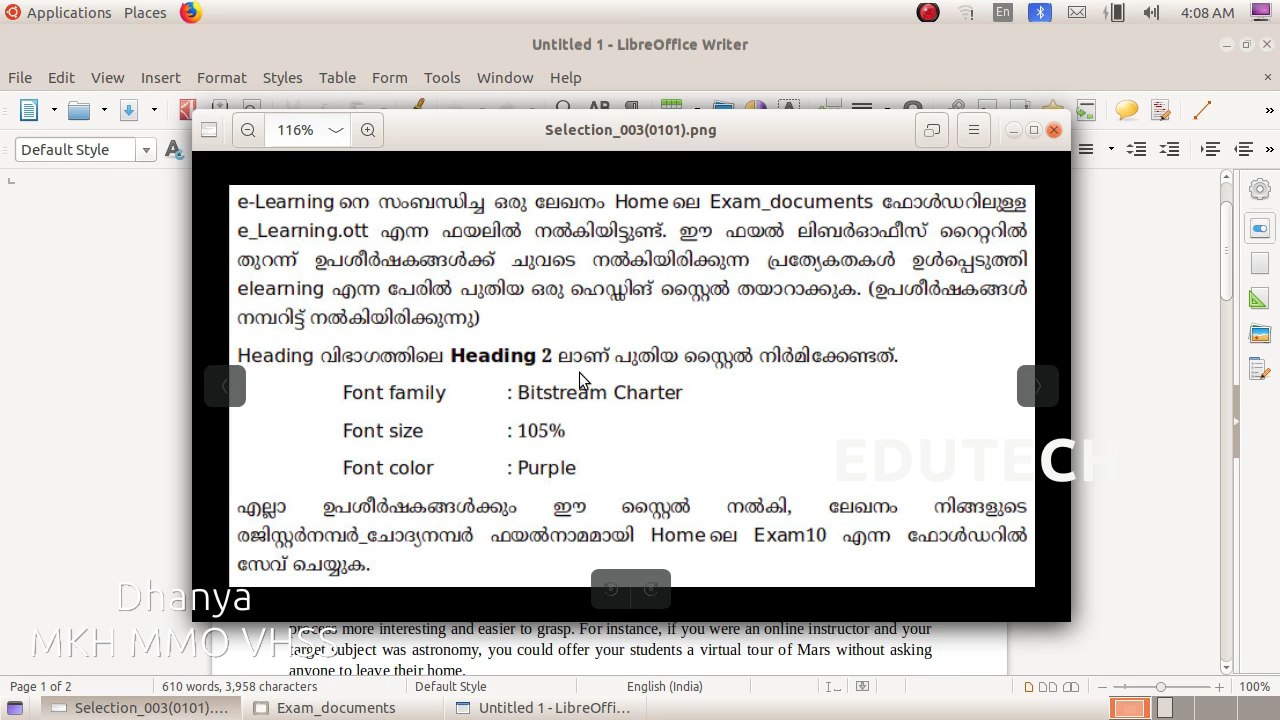 Applications Places En 4:08 AM
Untitled 1 - LibreOffice Writer
File Edit View Insert Format Styles Table Form Tools Window Help
116% Selection_003(0101).png
Default Style
e-Learning നെ സംബന്ധിച്ച ഒരു ലേഖനം Home ലെ Exam_documents ഫോൾഡറിലുള്ള
e_Learning.ott എന്ന ഫയലിൽ നൽകിയിട്ടുണ്ട്. ഈ ഫയൽ ലിബർഓഫീസ് റൈറ്ററിൽ
തുറന്ന് ഉപശീർഷകങ്ങൾക്ക് ചുവടെ നൽകിയിരിക്കുന്ന പ്രത്യേകതകൾ ഉൾപ്പെടുത്തി
elearning എന്ന പേരിൽ പുതിയ ഒരു ഹെഡ്ഡിങ് സ്റ്റൈൽ തയാറാക്കുക. (ഉപശീർഷകങ്ങൾ
നമ്പറിട്ട് നൽകിയിരിക്കുന്നു)
Heading വിഭാഗത്തിലെ Heading 2 ലാണ് പുതിയ സ്റ്റൈൽ നിർമിക്കേണ്ടത്.
Font family : Bitstream Charter
Font size : 105%
Font color : Purple
EDUTECH
എല്ലാ ഉപശീർഷകങ്ങൾക്കും ഈ സ്റ്റൈൽ നൽകി, ലേഖനം നിങ്ങളുടെ
രജിസ്റ്റർനമ്പർ_ചോദ്യനമ്പർ ഫയൽനാമമായി Home ലെ Exam10 എന്ന ഫോൾഡറിൽ
സേവ് ചെയ്യുക.
Dhanya
MKH MMO VHSS
process more interesting and easier to grasp. For instance, if you were an online instructor and your
target subject was astronomy, you could offer your students a virtual tour of Mars without asking
anyone to leave their home.
Page 1 of 2 610 words, 3,958 characters Default Style English (India) 100%
Selection_003(0101).... Exam_documents Untitled 1 - LibreOffi...